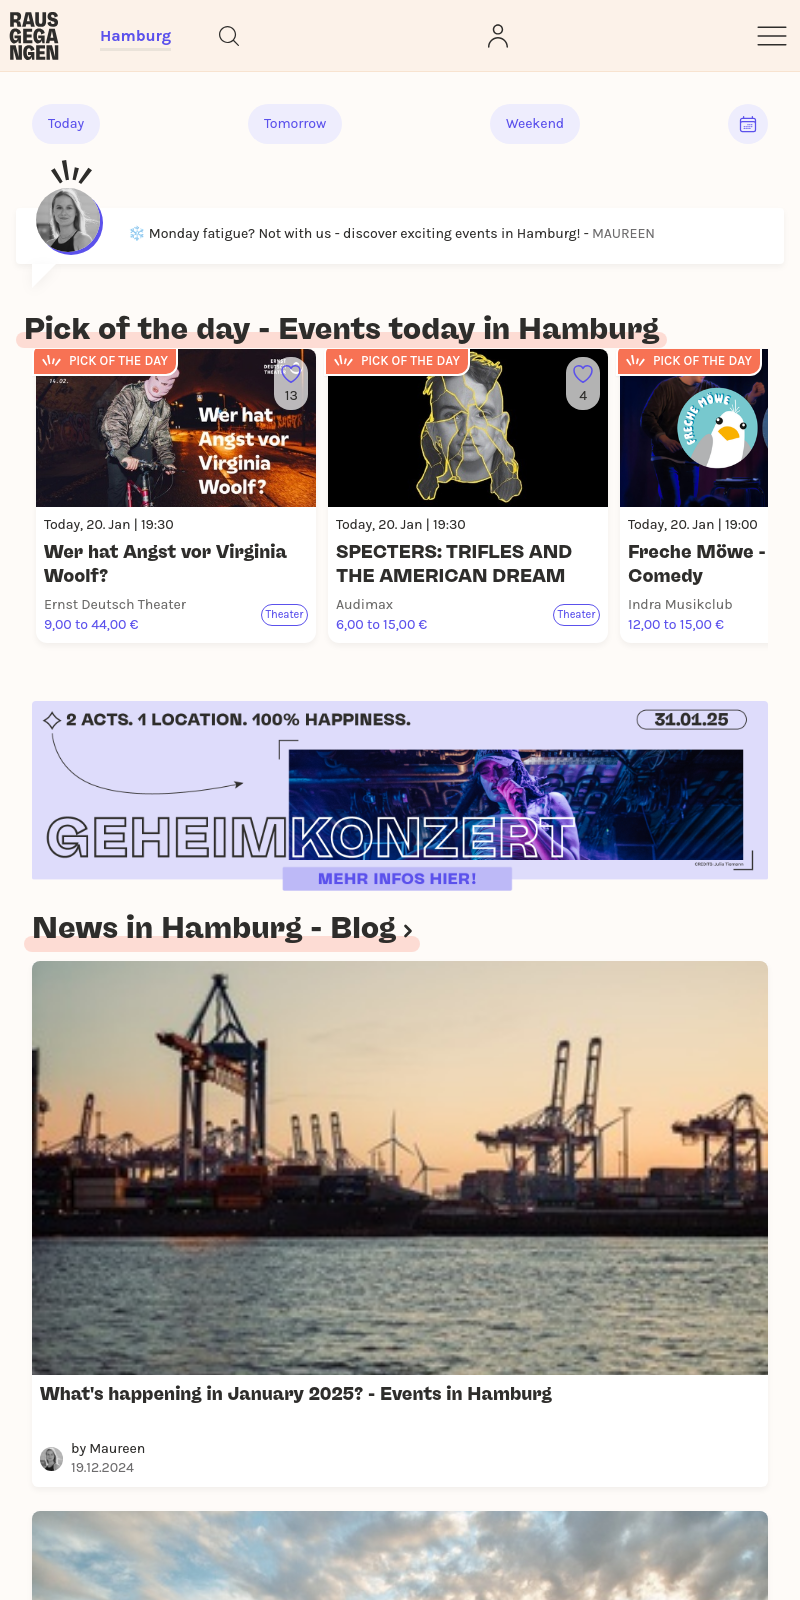 RAUS
GEGA
NGEN
Hamburg
Today
Tomorrow
Weekend
❄️ Monday fatigue? Not with us - discover exciting events in Hamburg! - MAUREEN
Pick of the day - Events today in Hamburg
PICK OF THE DAY
14.02.
13
Wer hat
Angst vor
Virginia
Woolf?
Today, 20. Jan | 19:30
Wer hat Angst vor Virginia
Woolf?
Ernst Deutsch Theater
9,00 to 44,00 €
Theater
PICK OF THE DAY
4
Today, 20. Jan | 19:30
SPECTERS: TRIFLES AND
THE AMERICAN DREAM
Audimax
6,00 to 15,00 €
Theater
PICK OF THE DAY
FRECHE MÖWE
Today, 20. Jan | 19:00
Freche Möwe -
Comedy
Indra Musikclub
12,00 to 15,00 €
2 ACTS. 1 LOCATION. 100% HAPPINESS.
31.01.25
GEHEIMKONZERT
CREDITS: Julia Tiemann
MEHR INFOS HIER!
News in Hamburg - Blog ›
What's happening in January 2025? - Events in Hamburg
by Maureen
19.12.2024